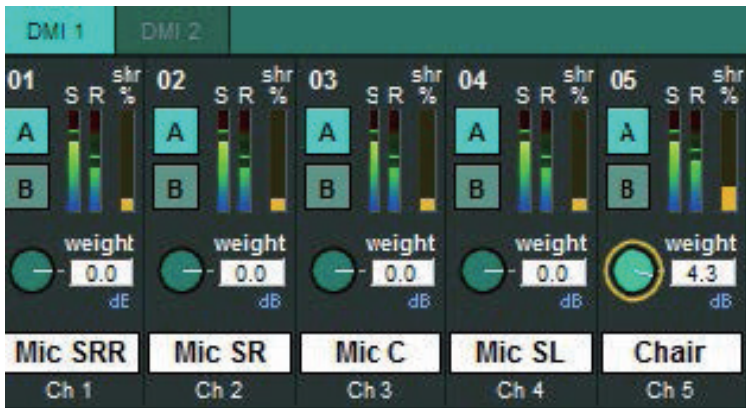 DMI 1 DMI 2
01 S R shr % 02 S R shr % 03 S R shr % 04 S R shr % 05 S R shr %
A A A A A
B B B B B
weight weight weight weight weight
0.0 0.0 0.0 0.0 4.3
dB dB dB dB dB
Mic SRR Mic SR Mic C Mic SL Chair
Ch 1 Ch 2 Ch 3 Ch 4 Ch 5